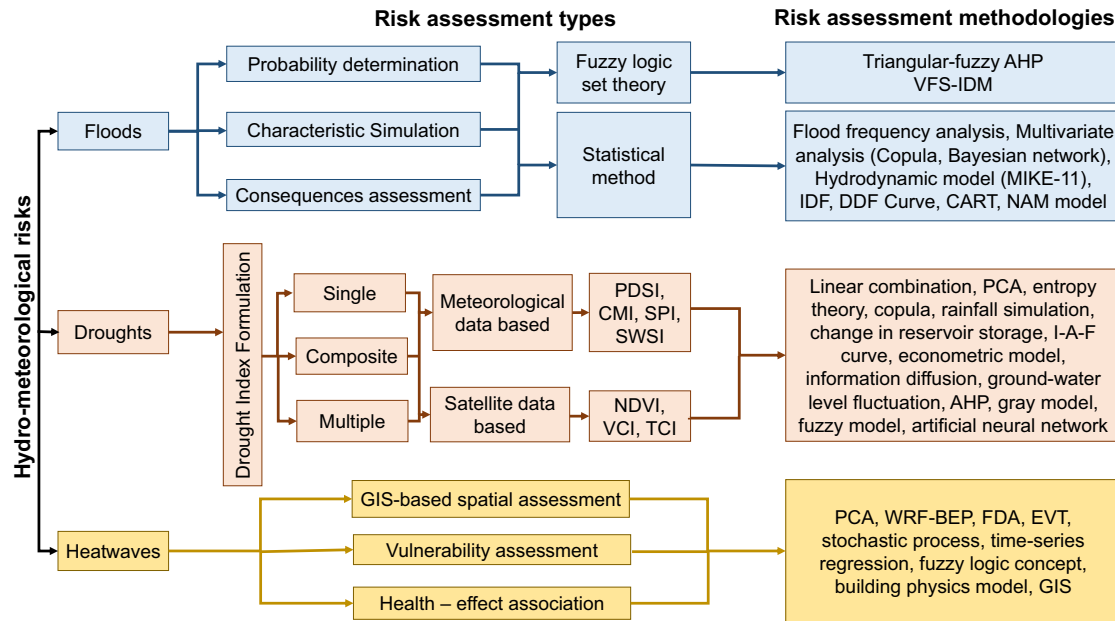 Risk assessment types
Risk assessment methodologies
Hydro-meteorological risks
Floods
Probability determination
Characteristic Simulation
Consequences assessment
Fuzzy logic
set theory
Statistical
method
Triangular-fuzzy AHP
VFS-IDM
Flood frequency analysis, Multivariate
analysis (Copula, Bayesian network),
Hydrodynamic model (MIKE-11),
IDF, DDF Curve, CART, NAM model
Droughts
Drought Index Formulation
Single
Composite
Multiple
Meteorological
data based
Satellite data
based
PDSI,
CMI, SPI,
SWSI
NDVI,
VCI, TCI
Linear combination, PCA, entropy
theory, copula, rainfall simulation,
change in reservoir storage, I-A-F
curve, econometric model,
information diffusion, ground-water
level fluctuation, AHP, gray model,
fuzzy model, artificial neural network
Heatwaves
GIS-based spatial assessment
Vulnerability assessment
Health – effect association
PCA, WRF-BEP, FDA, EVT,
stochastic process, time-series
regression, fuzzy logic concept,
building physics model, GIS